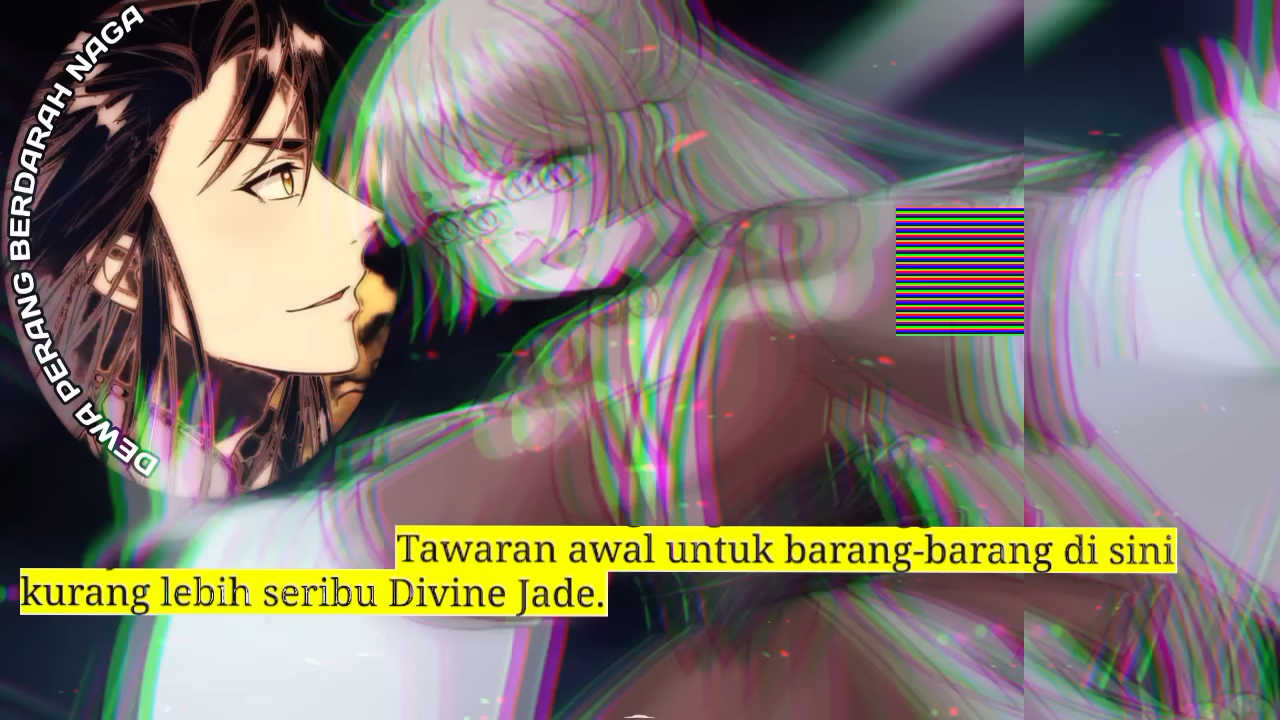 DEWA PERANG BERDARAH NAGA
Tawaran awal untuk barang-barang di sini
kurang lebih seribu Divine Jade.